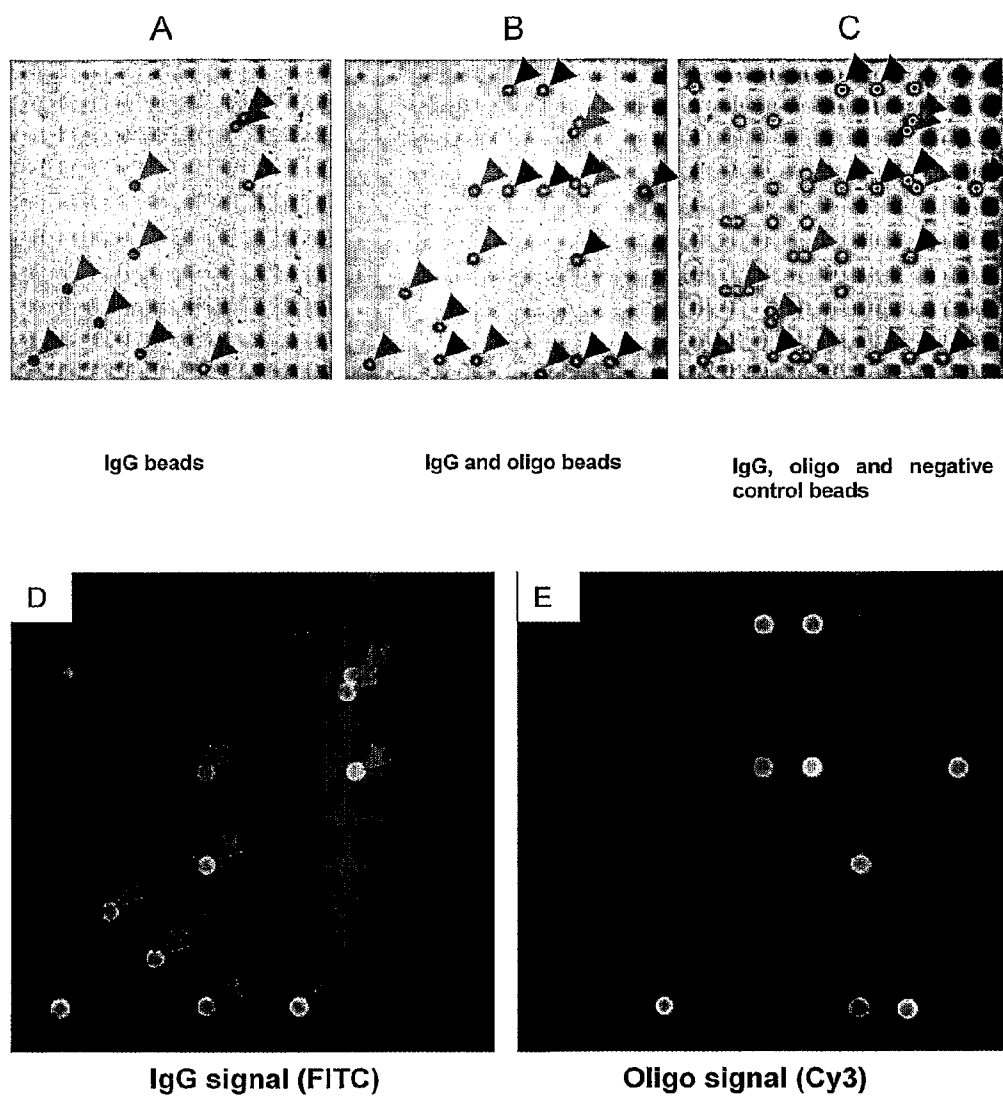 A
B
C
IgG beads
IgG and oligo beads
IgG, oligo and negative
control beads
D
E
IgG signal (FITC)
Oligo signal (Cy3)